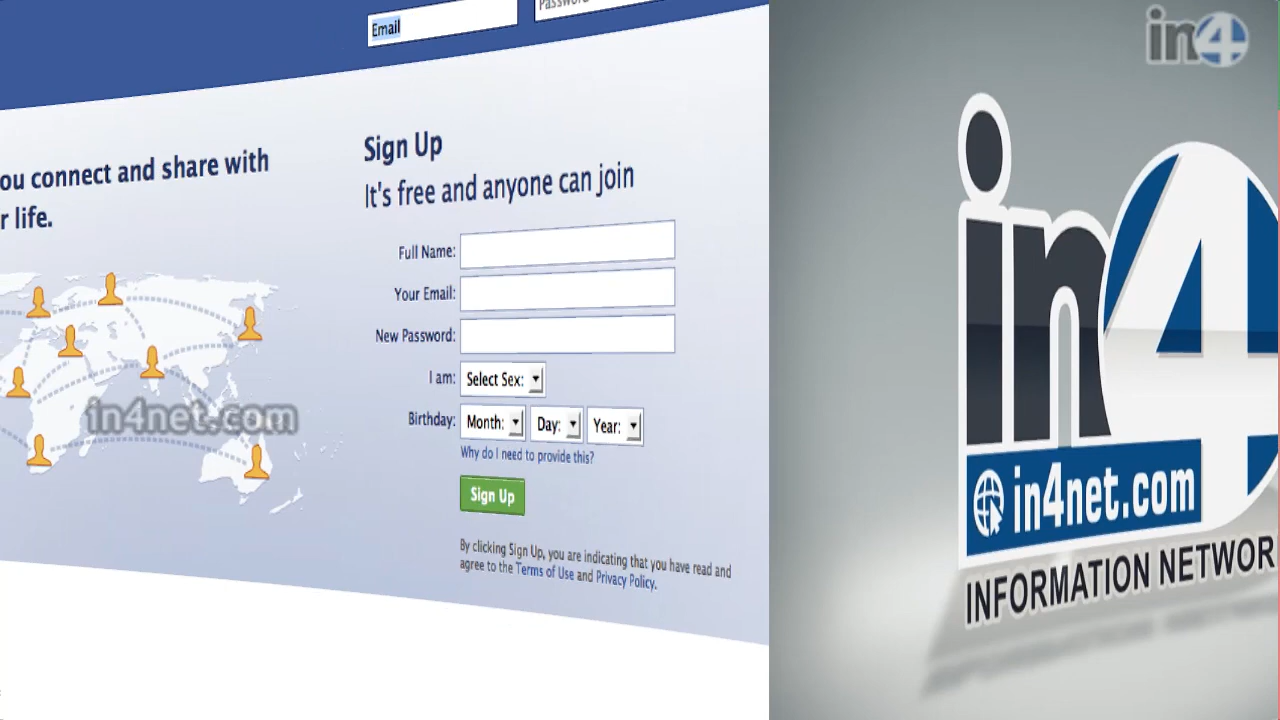 Email
ou connect and share with
r life.
Sign Up
It's free and anyone can join
Full Name:
Your Email:
New Password:
I am: Select Sex:
Birthday: Month: Day: Year:
Why do I need to provide this?
Sign Up
By clicking Sign Up, you are indicating that you have read and
agree to the Terms of Use and Privacy Policy.
in4net.com
in4
in4
in4net.com
INFORMATION NETWOR